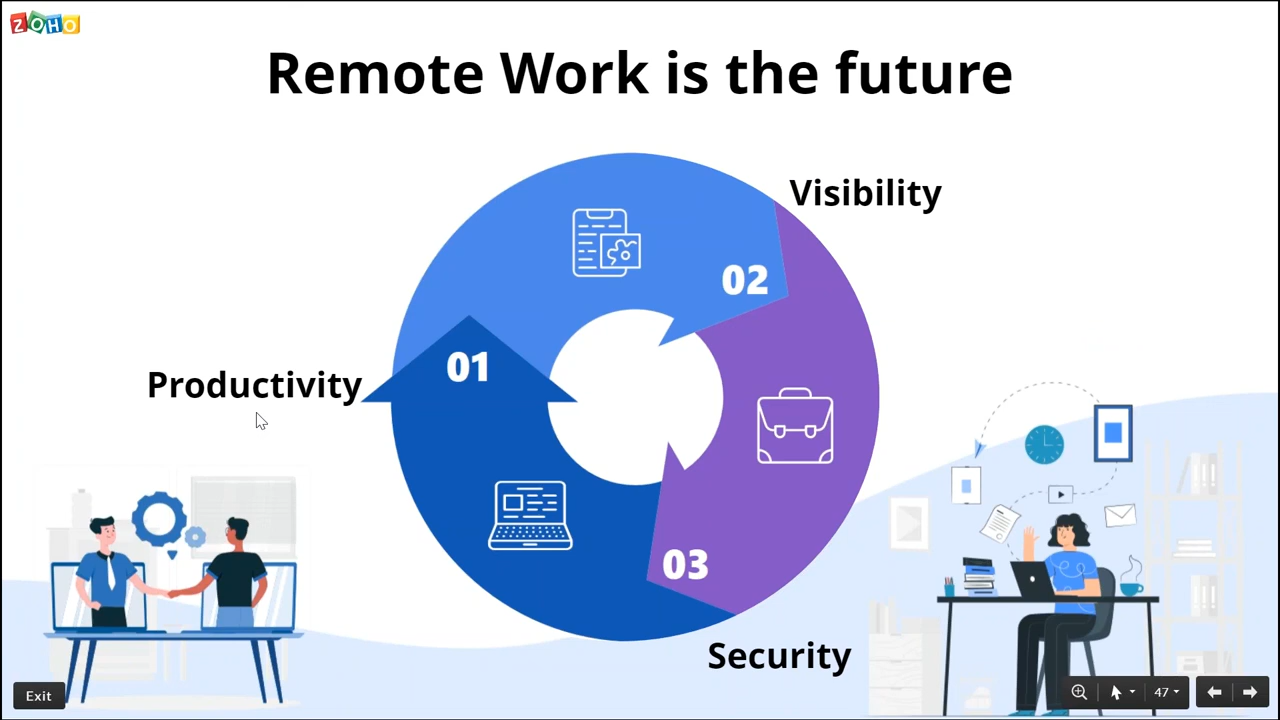 ZOHO
Remote Work is the future
Visibility
02
01
Productivity
03
Security
Exit
47